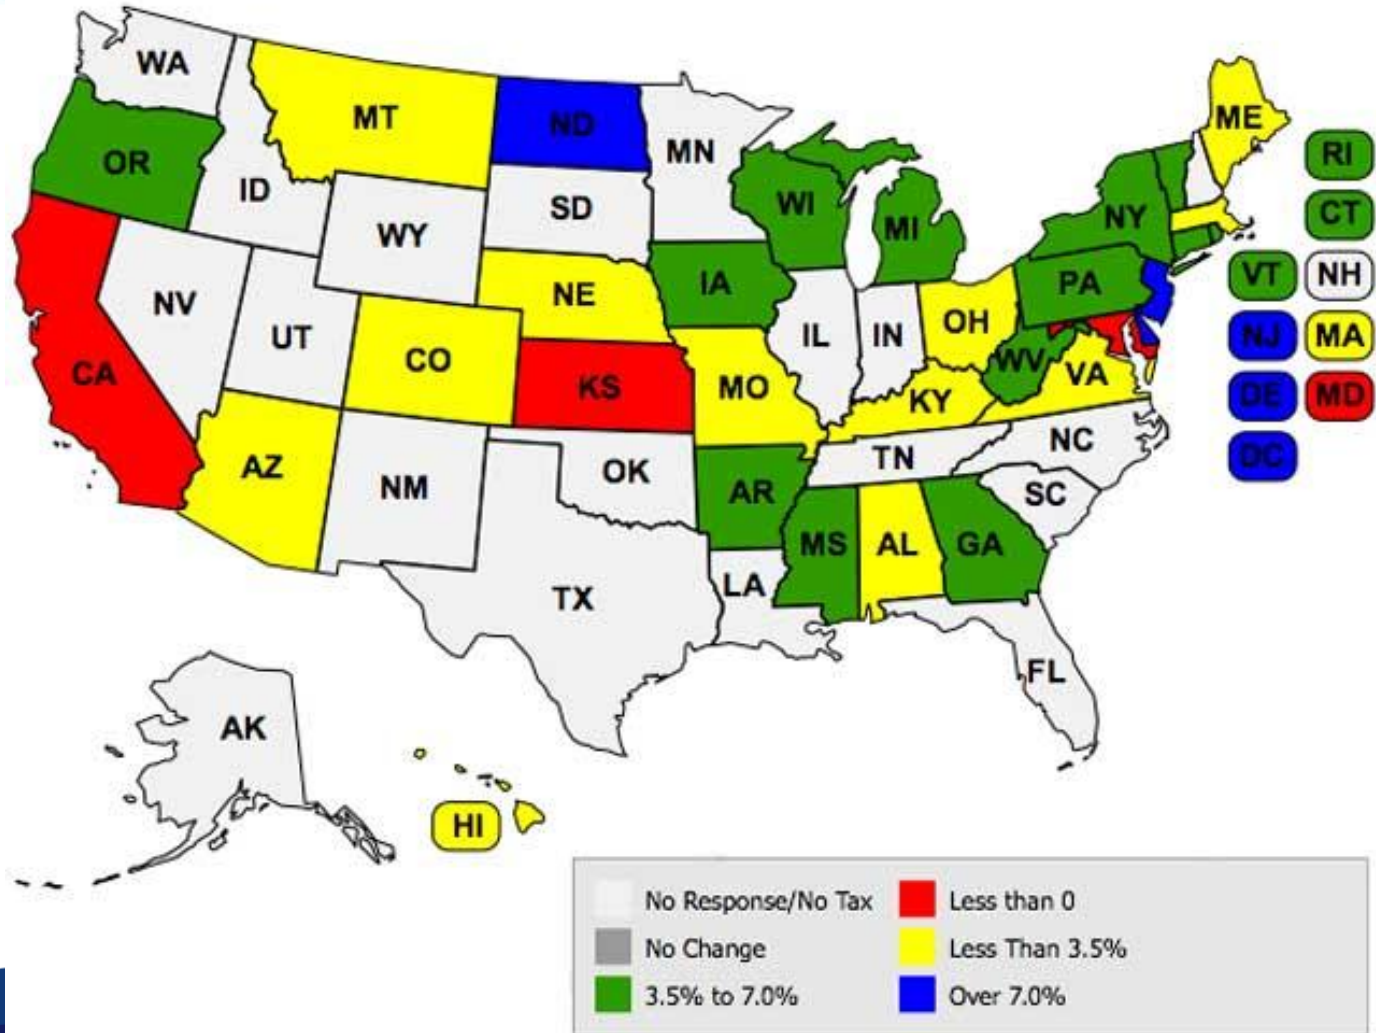 WA
MT
ND
MN
ME
OR
ID
SD
WI
MI
NY
RI
WY
CT
NV
NE
IA
PA
VT
NH
UT
CO
IL
IN
OH
NJ
MA
CA
KS
MO
WV
VA
KY
DE
MD
AZ
NM
OK
AR
TN
NC
DC
SC
MS
AL
GA
TX
LA
FL
AK
HI
No Response/No Tax
Less than 0
No Change
Less Than 3.5%
3.5% to 7.0%
Over 7.0%